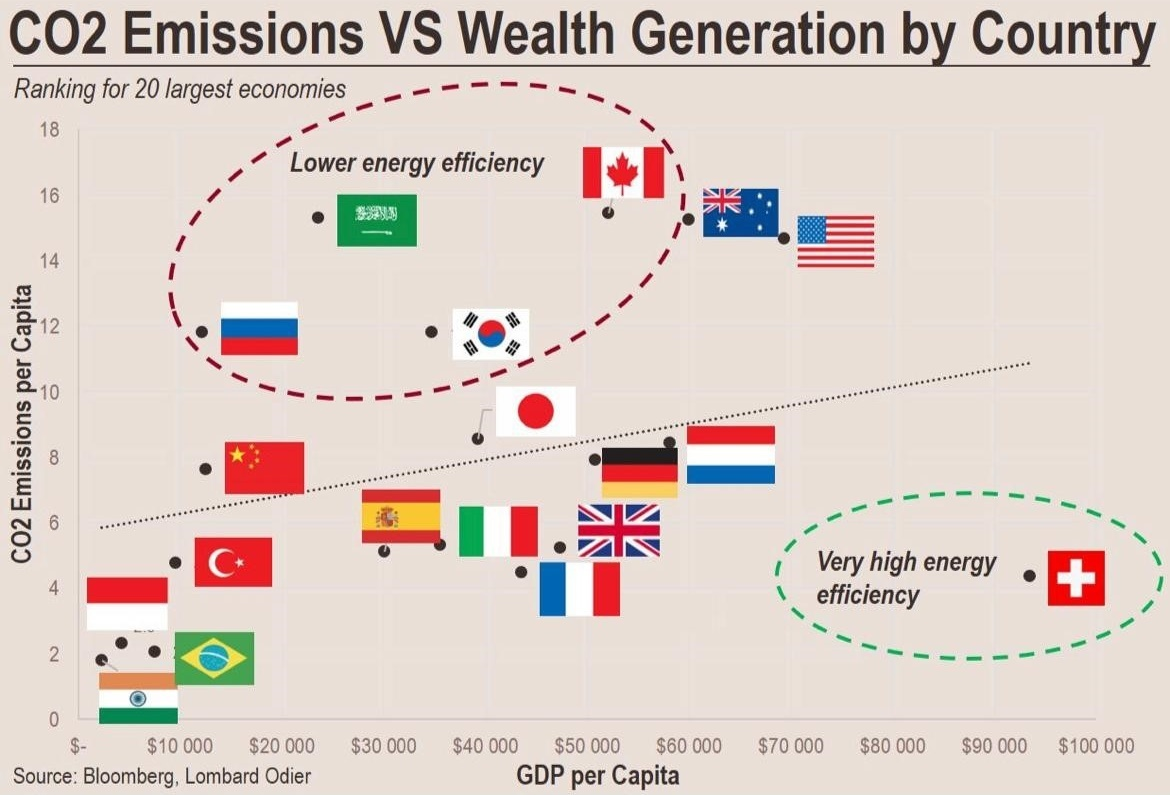 CO2 Emissions VS Wealth Generation by Country
Ranking for 20 largest economies
18
Lower energy efficiency
16
14
12
10
8
6
4
2
0
Very high energy
efficiency
CO2 Emissions per Capita
$-
$10 000
$20 000
$30 000
$40 000
$50 000
$60 000
$70 000
$80 000
$90 000
$100 000
Source: Bloomberg, Lombard Odier
GDP per Capita